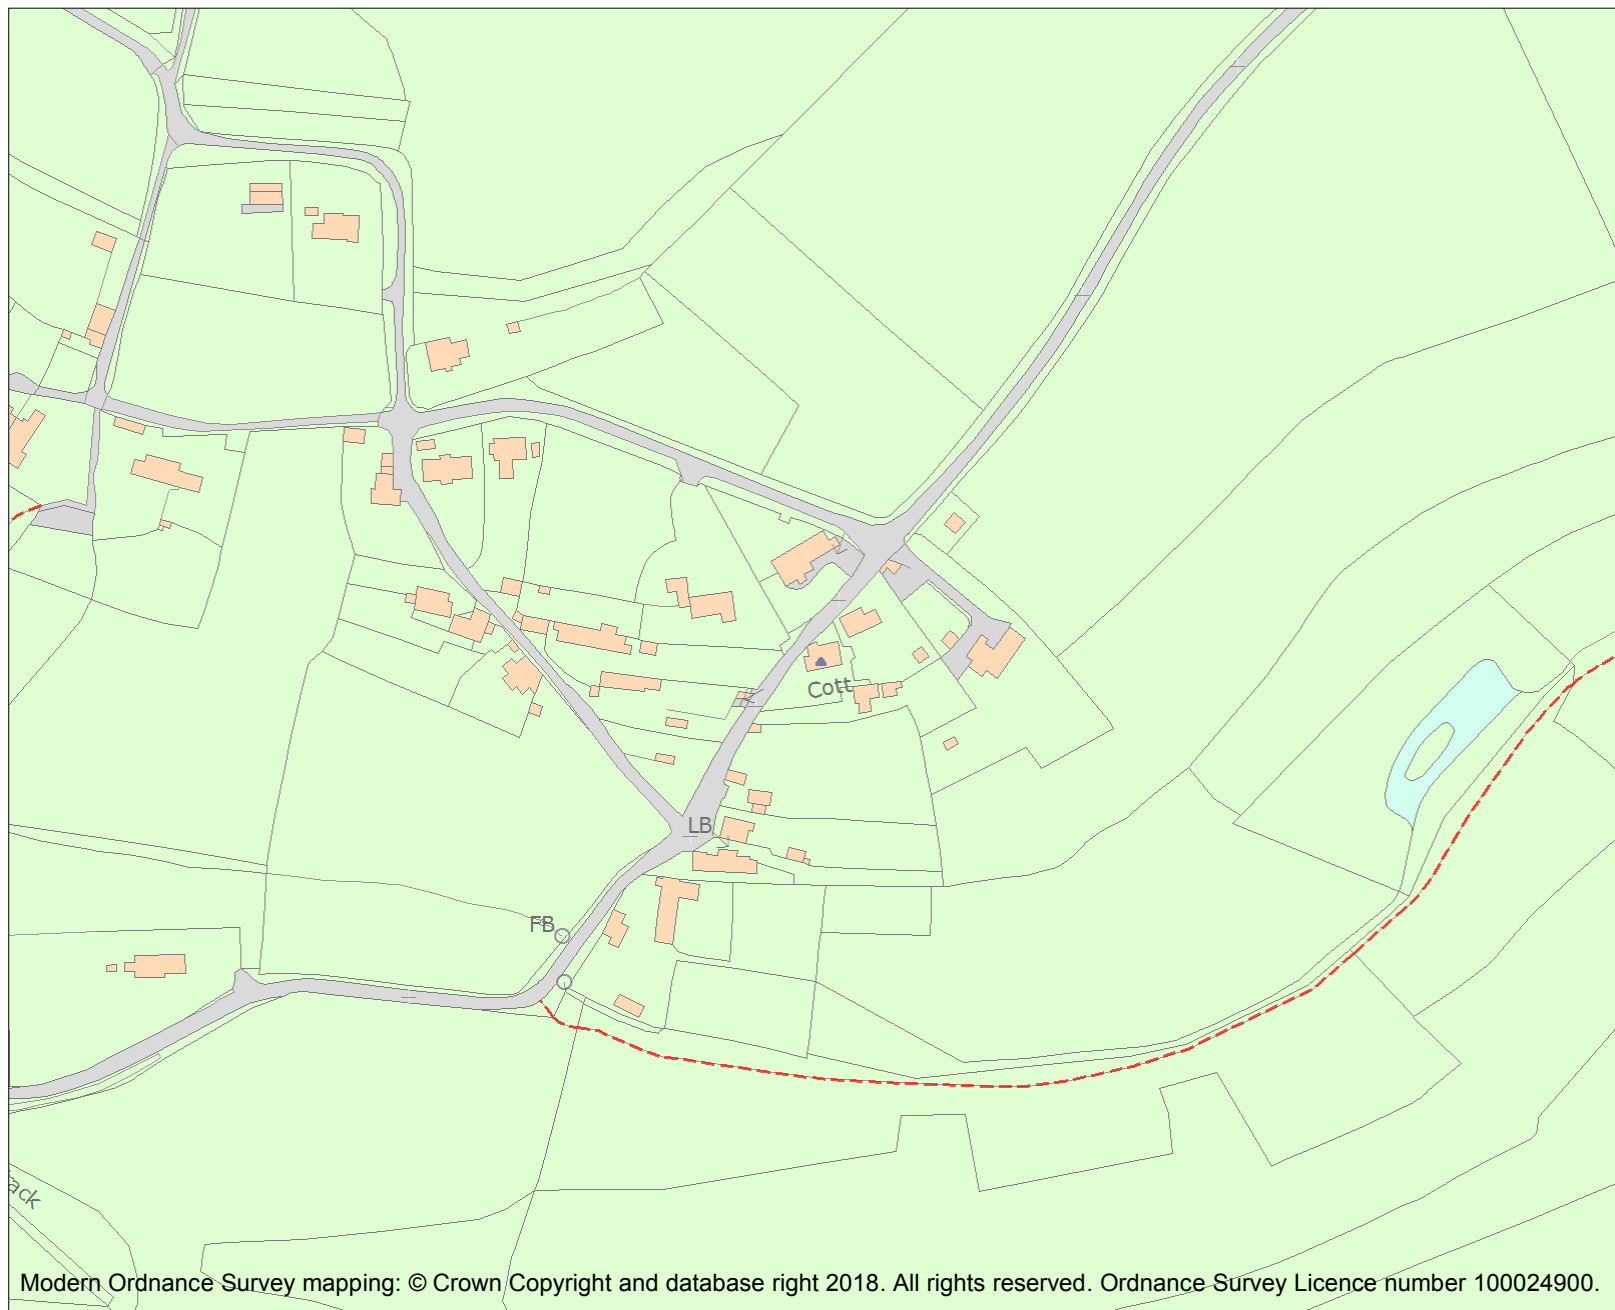 Cott
LB
FB
ack
Modern Ordnance Survey mapping: © Crown Copyright and database right 2018. All rights reserved. Ordnance Survey Licence number 100024900.